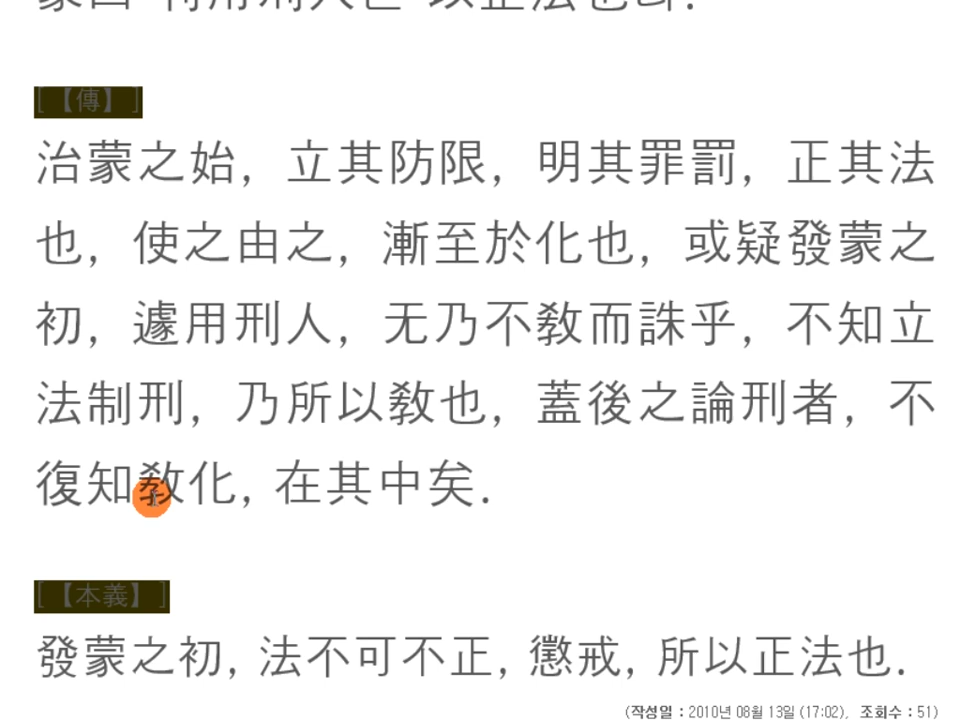 [【傳】]
治蒙之始, 立其防限, 明其罪罰, 正其法
也, 使之由之, 漸至於化也, 或疑發蒙之
初, 遽用刑人, 无乃不敎而誅乎, 不知立
法制刑, 乃所以敎也, 蓋後之論刑者, 不
復知敎化, 在其中矣.
[【本義】]
發蒙之初, 法不可不正, 懲戒, 所以正法也.
(작성일 : 2010년 08월 13일 (17:02), 조회수 : 51)